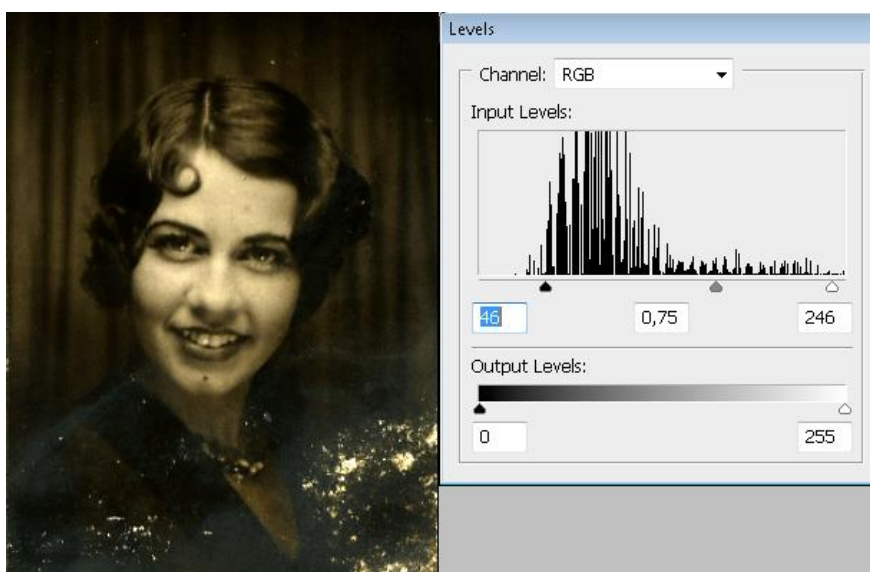 Levels
Channel: RGB
Input Levels:
46 0,75 246
Output Levels:
0 255